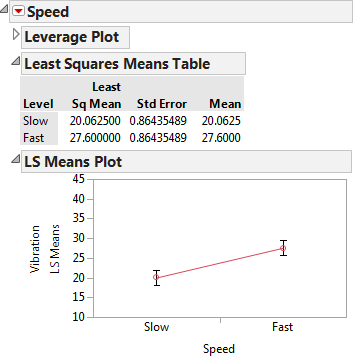 Speed
Leverage Plot
Least Squares Means Table
Least
Level Sq Mean Std Error Mean
Slow 20.062500 0.86435489 20.0625
Fast 27.600000 0.86435489 27.6000
LS Means Plot
Vibration
LS Means
45
40
35
30
25
20
15
10
Slow Fast
Speed